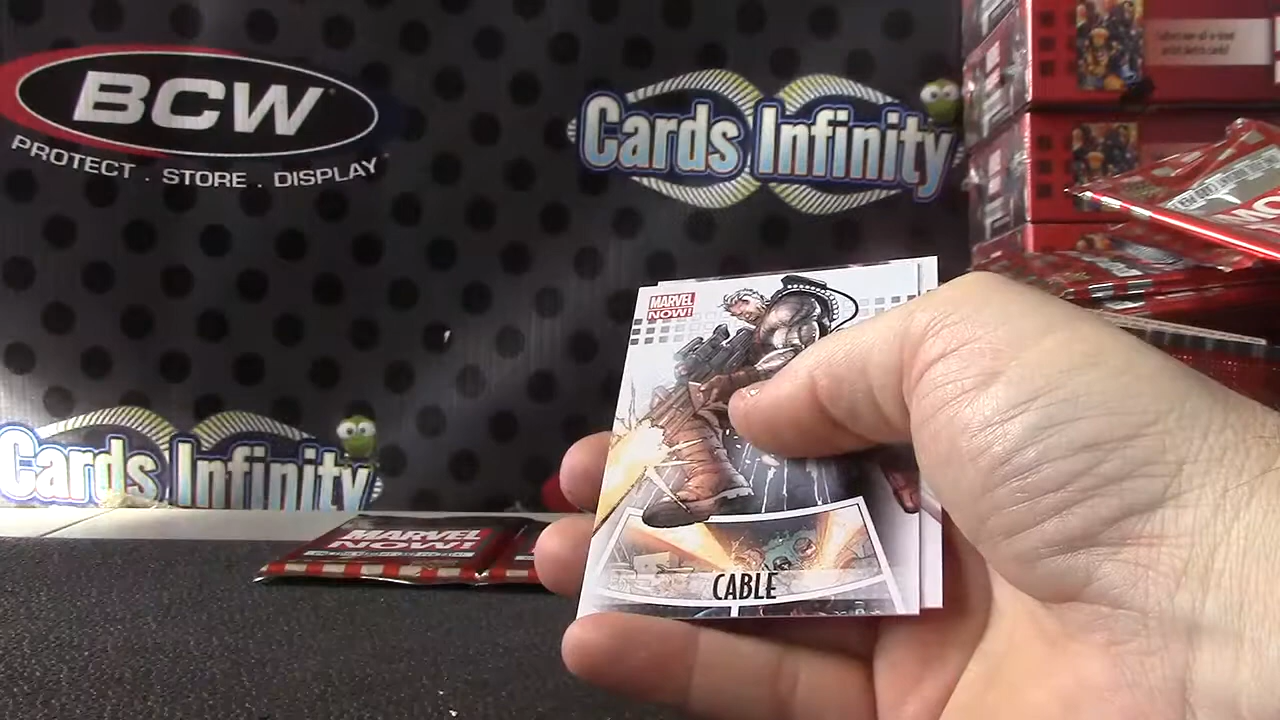 BCW
PROTECT . STORE . DISPLAY
Cards Infinity
Cards Infinity
MARVEL
NOW!
CABLE
MARVEL
NOW!